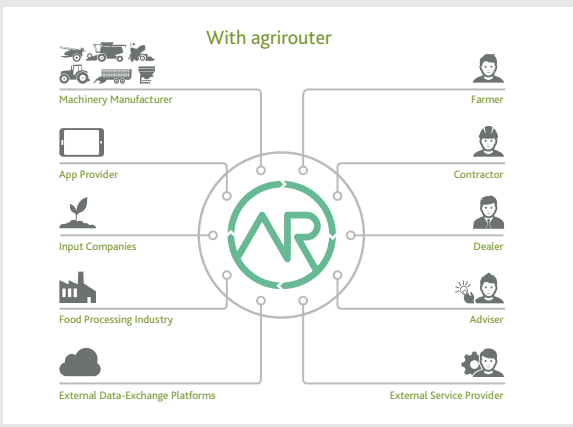 With agrirouter
Machinery Manufacturer
Farmer
App Provider
Contractor
AR
Input Companies
Dealer
Food Processing Industry
Adviser
External Data-Exchange Platforms
External Service Provider